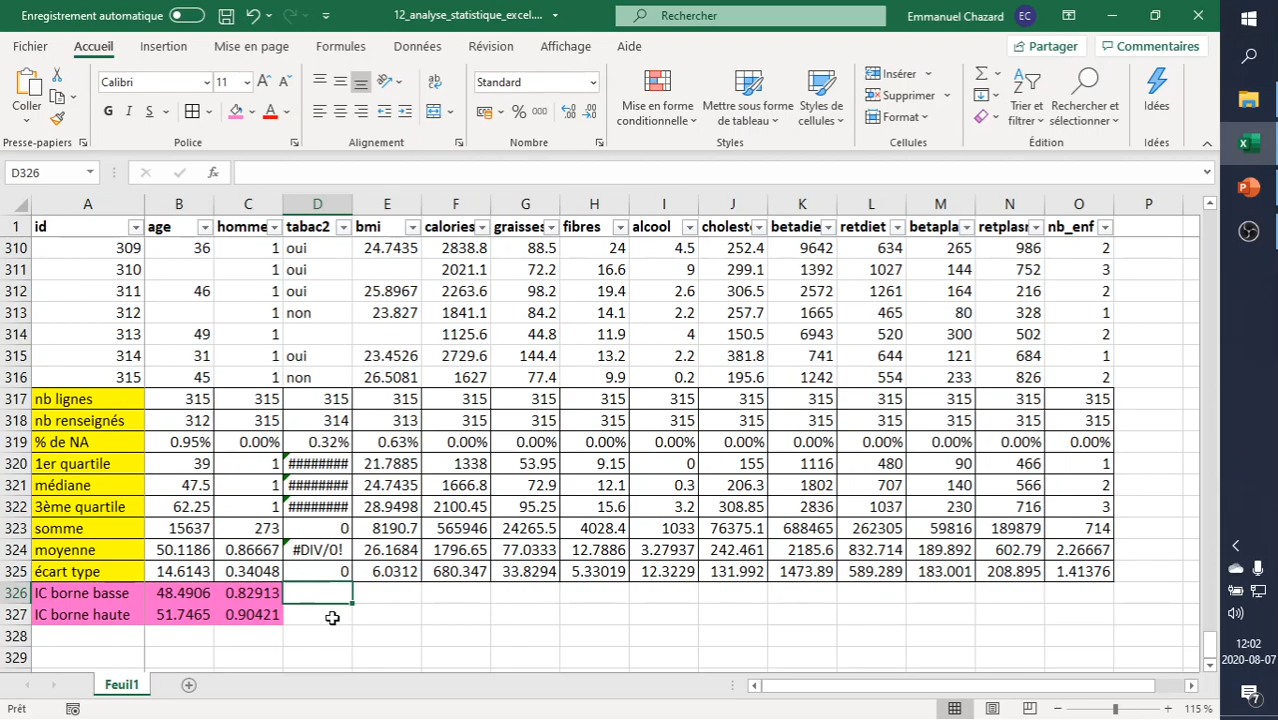 Enregistrement automatique
12_analyse_statistique_excel....
Rechercher
Emmanuel Chazard
EC
Fichier Accueil Insertion Mise en page Formules Données Révision Affichage Aide
Partager
Commentaires
Coller
Calibri
11
G I S
A
Standard
% 000
Mise en forme conditionnelle
Mettre sous forme de tableau
Styles de cellules
Insérer
Supprimer
Format
Trier et filtrer
Rechercher et sélectionner
Idées
Presse-papiers
Police
Alignement
Nombre
Styles
Cellules
Édition
Idées
D326
fx
A B C D E F G H I J K L M N O P
1 id age homme tabac2 bmi calories graisses fibres alcool cholest betadie retdiet betapla retplasr nb_enf
310 309 36 1 oui 24.7435 2838.8 88.5 24 4.5 252.4 9642 634 265 986 2
311 310 1 oui 2021.1 72.2 16.6 9 299.1 1392 1027 144 752 3
312 311 46 1 oui 25.8967 2263.6 98.2 19.4 2.6 306.5 2572 1261 164 216 2
313 312 1 non 23.827 1841.1 84.2 14.1 2.2 257.7 1665 465 80 328 1
314 313 49 1 1125.6 44.8 11.9 4 150.5 6943 520 300 502 2
315 314 31 1 oui 23.4526 2729.6 144.4 13.2 2.2 381.8 741 644 121 684 1
316 315 45 1 non 26.5081 1627 77.4 9.9 0.2 195.6 1242 554 233 826 2
317 nb lignes 315 315 315 315 315 315 315 315 315 315 315 315 315 315
318 nb renseignés 312 315 314 313 315 315 315 315 315 315 315 315 315 315
319 % de NA 0.95% 0.00% 0.32% 0.63% 0.00% 0.00% 0.00% 0.00% 0.00% 0.00% 0.00% 0.00% 0.00% 0.00%
320 1er quartile 39 1 ######## 21.7885 1338 53.95 9.15 0 155 1116 480 90 466 1
321 médiane 47.5 1 ######## 24.7435 1666.8 72.9 12.1 0.3 206.3 1802 707 140 566 2
322 3ème quartile 62.25 1 ######## 28.9498 2100.45 95.25 15.6 3.2 308.85 2836 1037 230 716 3
323 somme 15637 273 0 8190.7 565946 24265.5 4028.4 1033 76375.1 688465 262305 59816 189879 714
324 moyenne 50.1186 0.86667 #DIV/0! 26.1684 1796.65 77.0333 12.7886 3.27937 242.461 2185.6 832.714 189.892 602.79 2.26667
325 écart type 14.6143 0.34048 0 6.0312 680.347 33.8294 5.33019 12.3229 131.992 1473.89 589.289 183.001 208.895 1.41376
326 IC borne basse 48.4906 0.82913
327 IC borne haute 51.7465 0.90421
328
329
Feuil1
Prêt
115 %
12:02
2020-08-07
7